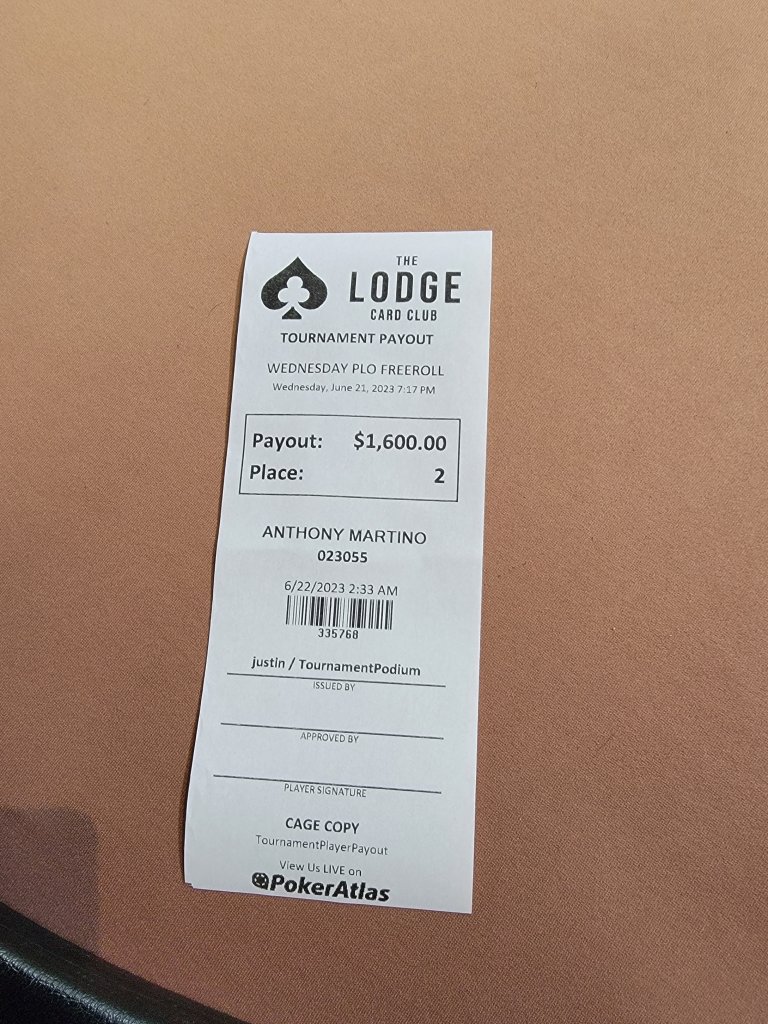 THE
LODGE
CARD CLUB
TOURNAMENT PAYOUT
WEDNESDAY PLO FREEROLL
Wednesday, June 21, 2023 7:17 PM
Payout: $1,600.00
Place: 2
ANTHONY MARTINO
023055
6/22/2023 2:33 AM
335768
justin / TournamentPodium
ISSUED BY
APPROVED BY
PLAYER SIGNATURE
CAGE COPY
TournamentPlayerPayout
View Us LIVE on
PokerAtlas